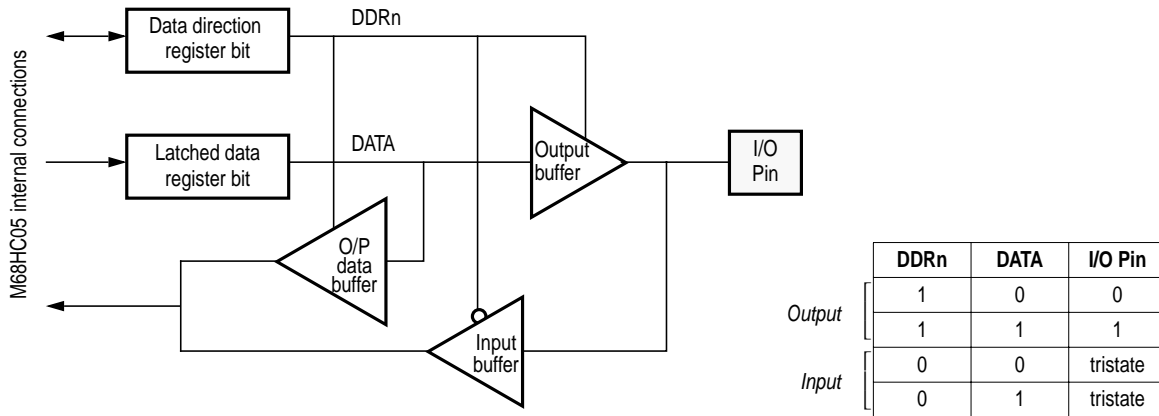 M68HC05 internal connections
Data direction
register bit
DDRn
Latched data
register bit
DATA
Output
buffer
I/O
Pin
O/P
data
buffer
Input
buffer
DDRn DATA I/O Pin
Output
1 0 0
1 1 1
Input
0 0 tristate
0 1 tristate